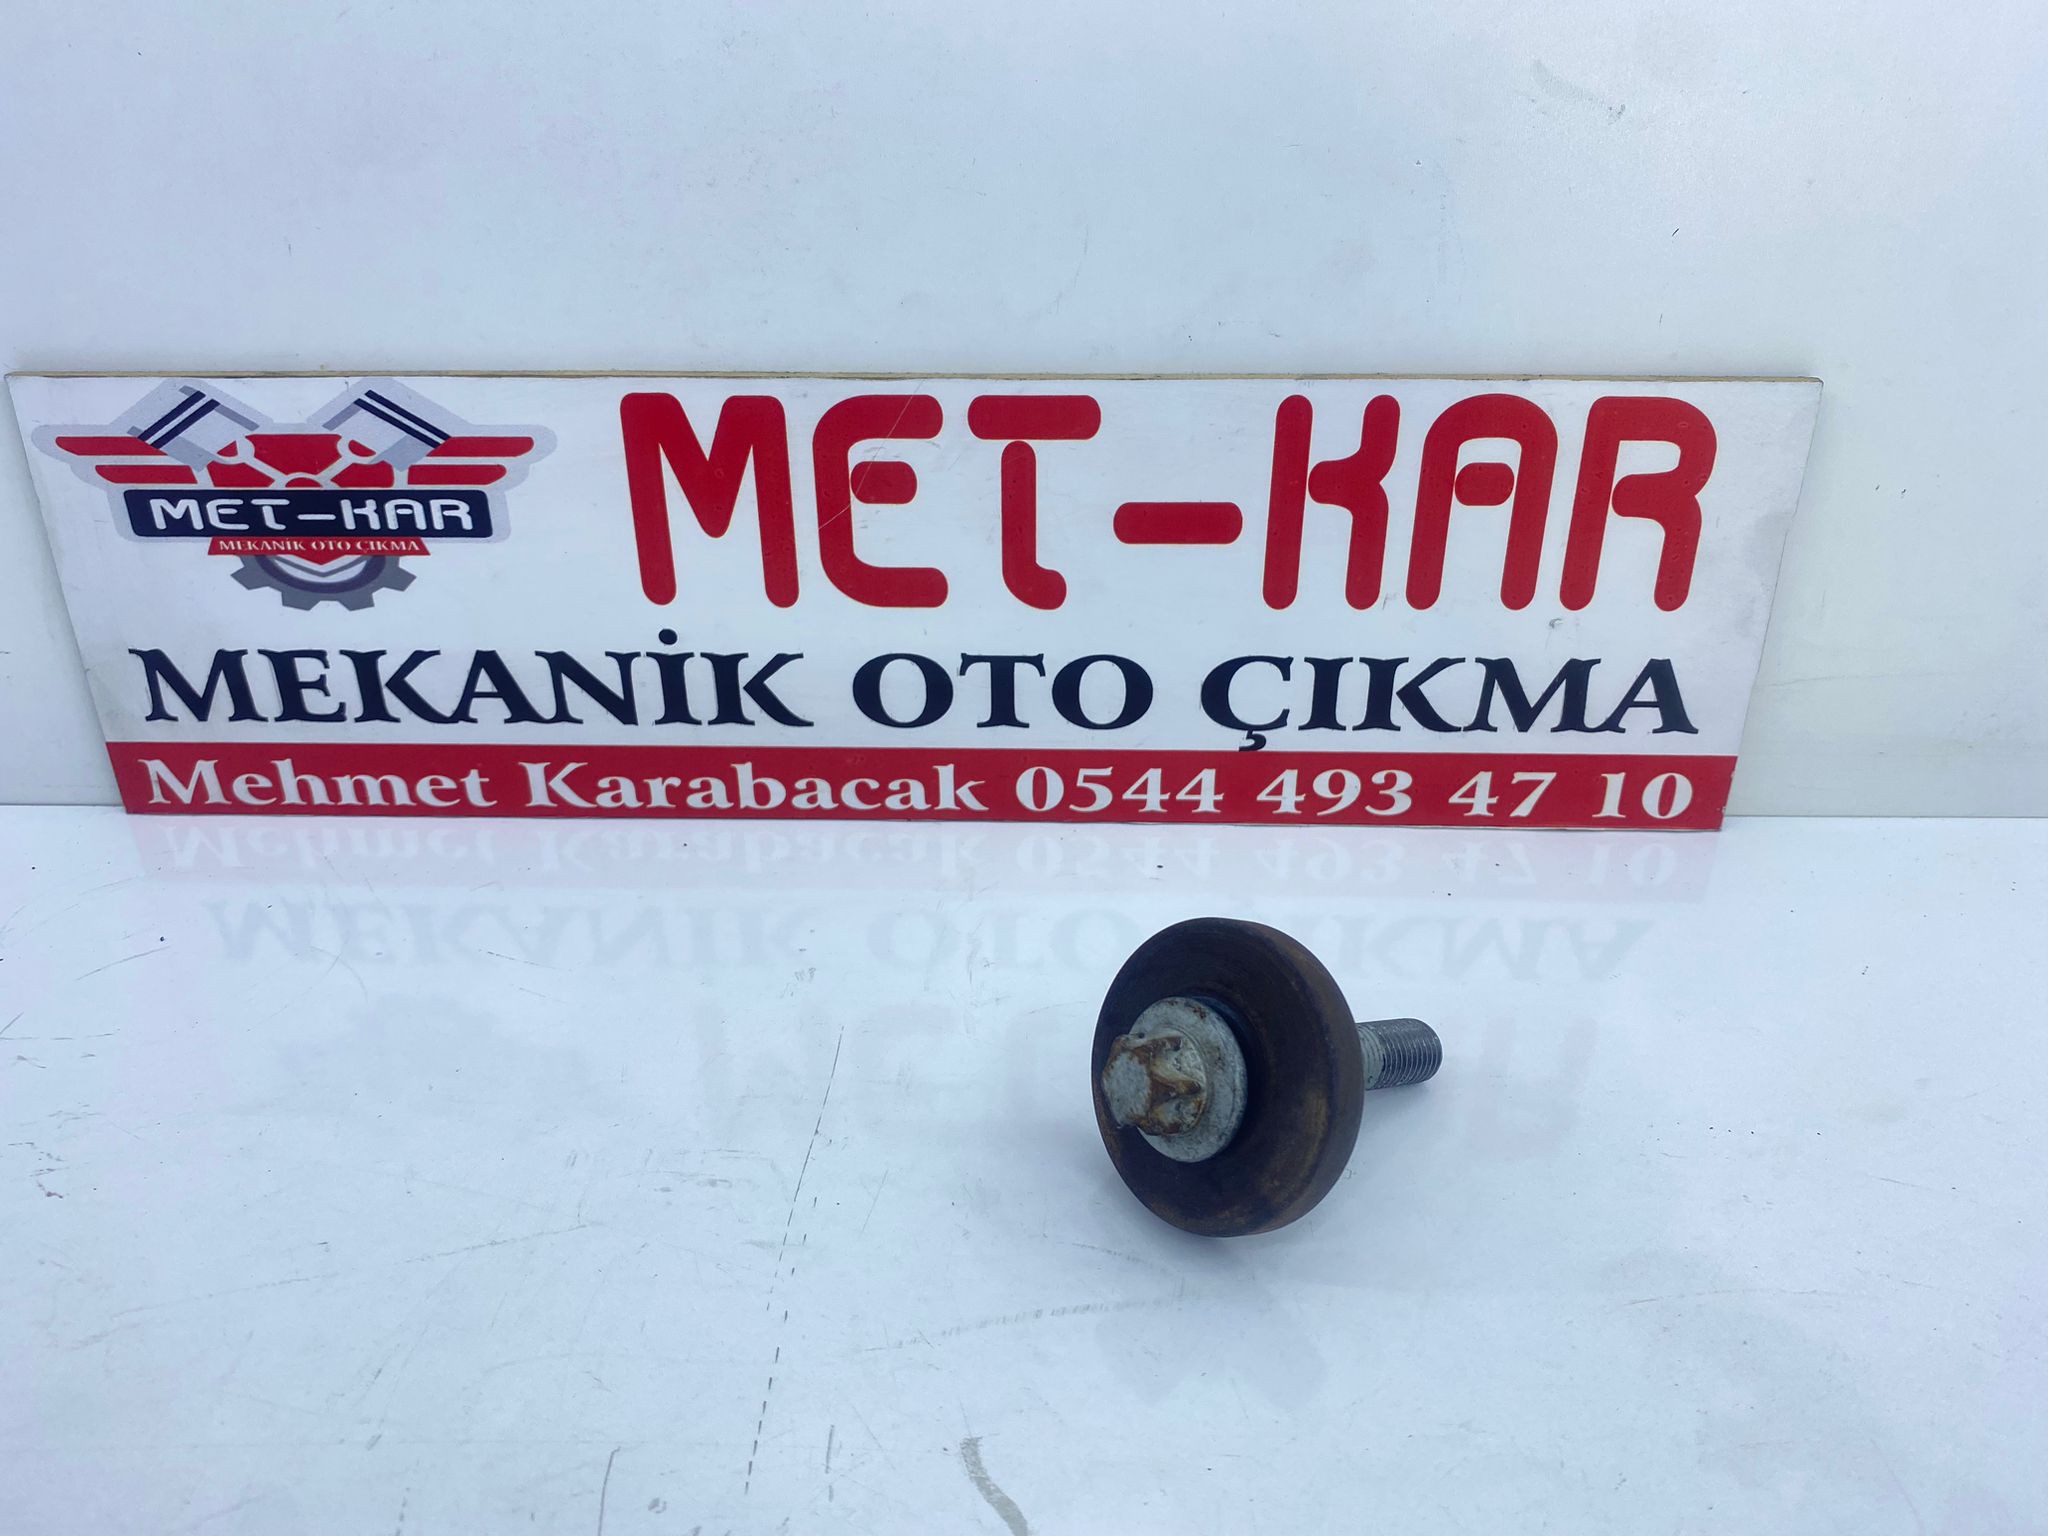 MET-KAR
MEKANİK OTO ÇIKMA
MET-KAR
MEKANİK OTO ÇIKMA
Mehmet Karabacak 0544 493 47 10